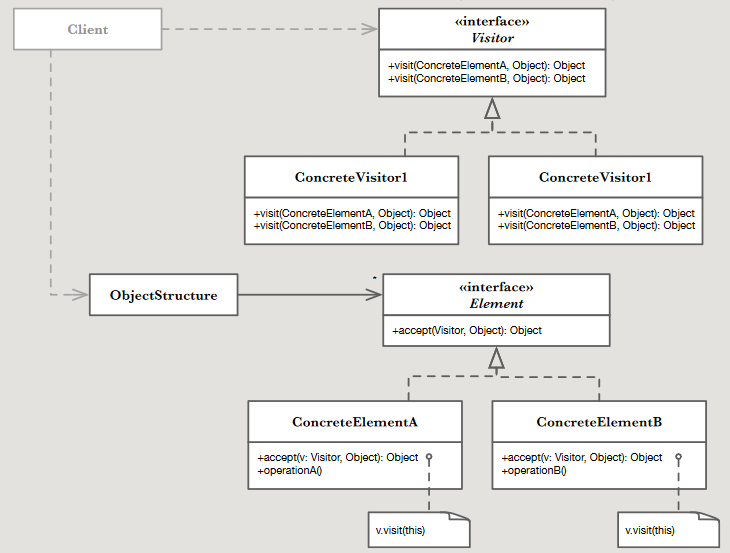 Client
«interface»
Visitor
+visit(ConcreteElementA, Object): Object
+visit(ConcreteElementB, Object): Object
ConcreteVisitor1
+visit(ConcreteElementA, Object): Object
+visit(ConcreteElementB, Object): Object
ConcreteVisitor1
+visit(ConcreteElementA, Object): Object
+visit(ConcreteElementB, Object): Object
ObjectStructure
«interface»
Element
+accept(Visitor, Object): Object
ConcreteElementA
+accept(v: Visitor, Object): Object
+operationA()
ConcreteElementB
+accept(v: Visitor, Object): Object
+operationB()
v.visit(this)
v.visit(this)